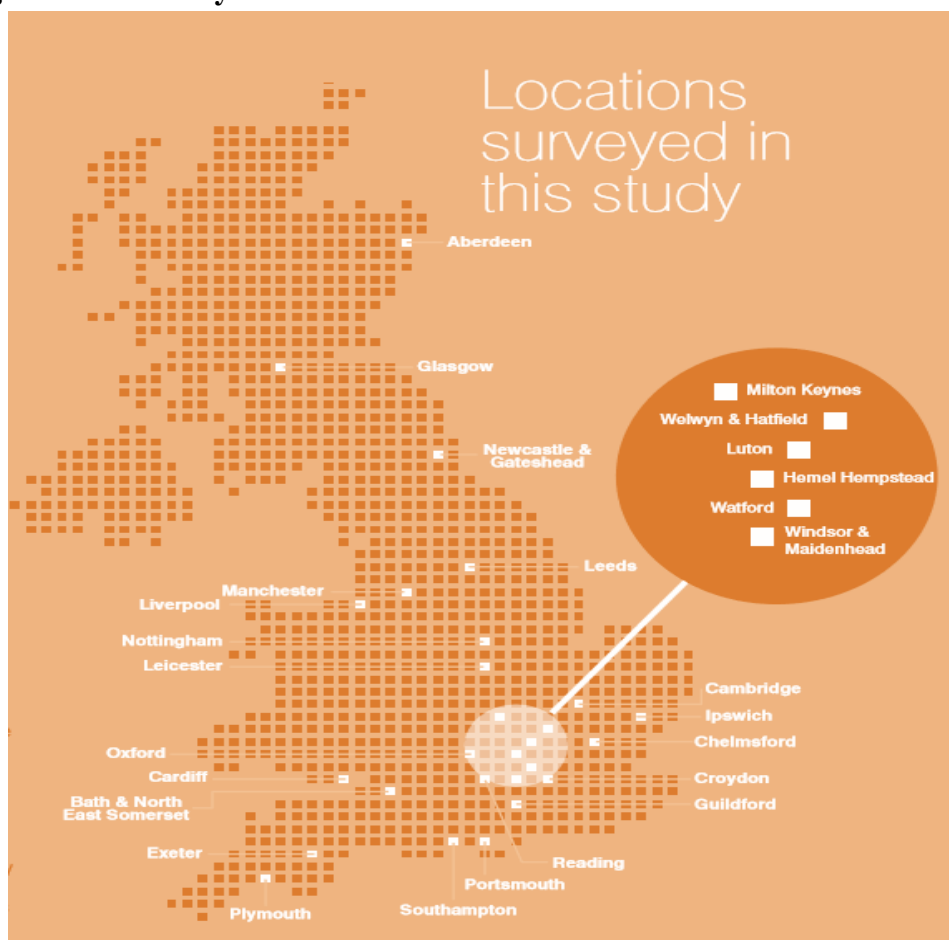 Locations
surveyed in
this study
Aberdeen
Glasgow
Milton Keynes
Welwyn & Hatfield
Luton
Hemel Hempstead
Watford
Windsor &
Maidenhead
Newcastle &
Gateshead
Leeds
Manchester
Liverpool
Nottingham
Leicester
Cambridge
Ipswich
Chelmsford
Oxford
Cardiff
Croydon
Bath & North
East Somerset
Guildford
Exeter
Reading
Portsmouth
Plymouth
Southampton